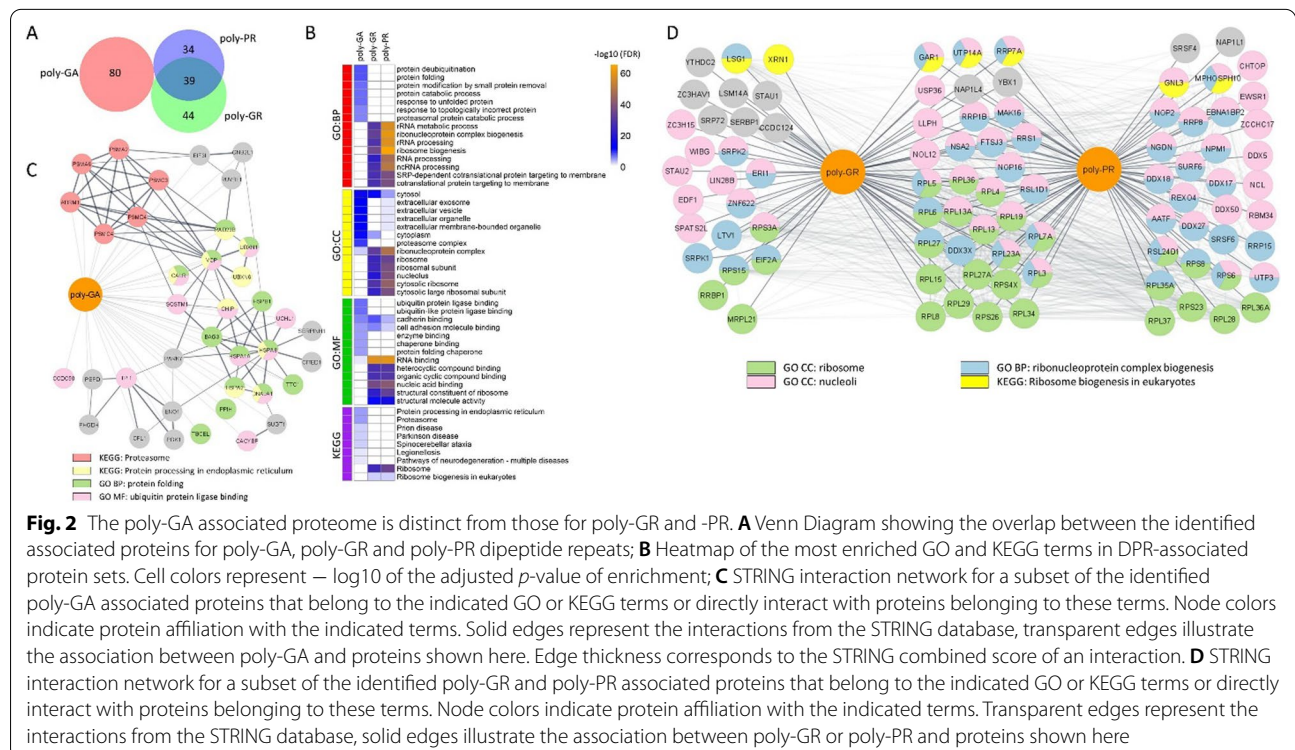 A
poly-PR
34
poly-GA
80
39
44
poly-GR
B
poly-GA
poly-GR
poly-PR
-log10 (FDR)
60
40
20
0
GO:BP
protein deubiquitination
protein folding
protein modification by small protein removal
protein catabolic process
response to unfolded protein
response to topologically incorrect protein
proteasomal protein catabolic process
rRNA metabolic process
ribonucleoprotein complex biogenesis
rRNA processing
ribosome biogenesis
RNA processing
ncRNA processing
SRP-dependent cotranslational protein targeting to membrane
cotranslational protein targeting to membrane
GO:CC
cytosol
extracellular exosome
extracellular vesicle
extracellular organelle
extracellular membrane-bounded organelle
cytoplasm
proteasome complex
ribonucleoprotein complex
ribosome
ribosomal subunit
nucleolus
cytosolic ribosome
cytosolic large ribosomal subunit
GO:MF
ubiquitin protein ligase binding
ubiquitin-like protein ligase binding
cadherin binding
cell adhesion molecule binding
enzyme binding
chaperone binding
protein folding chaperone
RNA binding
heterocyclic compound binding
organic cyclic compound binding
nucleic acid binding
structural constituent of ribosome
structural molecule activity
KEGG
Protein processing in endoplasmic reticulum
Proteasome
Prion disease
Parkinson disease
Spinocerebellar ataxia
Legionellosis
Pathways of neurodegeneration - multiple diseases
Ribosome
Ribosome biogenesis in eukaryotes
C
poly-GA
VCP
CHIP
BAG3
HSPB1
UCHL1
SQSTM1
PARK7
SUGT1
CACYBP
PPIH
TBCEL
PGK1
KEGG: Proteasome
KEGG: Protein processing in endoplasmic reticulum
GO BP: protein folding
GO MF: ubiquitin protein ligase binding
D
YTHDC2
LSG1
XRN1
ZC3HAV1
LSM14A
STAU1
SRP72
SERBP1
CCDC124
ZC3H15
WIBG
SRPK2
STAU2
LIN28B
ERI1
EDF1
ZNF622
SPATS2L
LTV1
RPS3A
SRPK1
RPS15
EIF2A
RRBP1
MRPL21
poly-GR
GAR1
UTP14A
RRP7A
USP36
NAP1L4
YBX1
LLPH
RRP1B
MAK16
NOL12
NSA2
FTSJ3
RRS1
NOP16
RPL5
RPL36
RPL4
RSL1D1
RPL6
RPL13A
RPL19
RPL13
RPL7A
RPL27
DDX3X
RPL23A
RPL3
RPL15
RPL27A
RPS4X
RPL8
RPL29
RPS26
RPL34
poly-PR
SRSF4
NAP1L1
GNL3
MPHOSPH10
CHTOP
EWSR1
NOP2
RRP8
EBNA1BP2
ZCCHC17
NGDN
NPM1
DDX5
SURF6
DDX18
DDX17
NCL
REXO4
DDX50
RBM34
AATF
DDX27
SRSF6
RRP15
RSL24D1
RPS8
RPS6
UTP3
RPL35A
RPS23
RPL36A
RPL37
RPL28
GO CC: ribosome
GO CC: nucleoli
GO BP: ribonucleoprotein complex biogenesis
KEGG: Ribosome biogenesis in eukaryotes
Fig. 2 The poly-GA associated proteome is distinct from those for poly-GR and -PR. A Venn Diagram showing the overlap between the identified
associated proteins for poly-GA, poly-GR and poly-PR dipeptide repeats; B Heatmap of the most enriched GO and KEGG terms in DPR-associated
protein sets. Cell colors represent − log10 of the adjusted p-value of enrichment; C STRING interaction network for a subset of the identified
poly-GA associated proteins that belong to the indicated GO or KEGG terms or directly interact with proteins belonging to these terms. Node colors
indicate protein affiliation with the indicated terms. Solid edges represent the interactions from the STRING database, transparent edges illustrate
the association between poly-GA and proteins shown here. Edge thickness corresponds to the STRING combined score of an interaction. D STRING
interaction network for a subset of the identified poly-GR and poly-PR associated proteins that belong to the indicated GO or KEGG terms or directly
interact with proteins belonging to these terms. Node colors indicate protein affiliation with the indicated terms. Transparent edges represent the
interactions from the STRING database, solid edges illustrate the association between poly-GR or poly-PR and proteins shown here